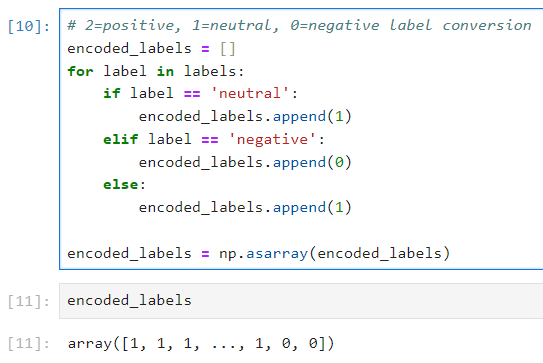 [10]: # 2=positive, 1=neutral, 0=negative label conversion
encoded_labels = []
for label in labels:
    if label == 'neutral':
        encoded_labels.append(1)
    elif label == 'negative':
        encoded_labels.append(0)
    else:
        encoded_labels.append(1)

encoded_labels = np.asarray(encoded_labels)
[11]: encoded_labels
[11]: array([1, 1, 1, ..., 1, 0, 0])